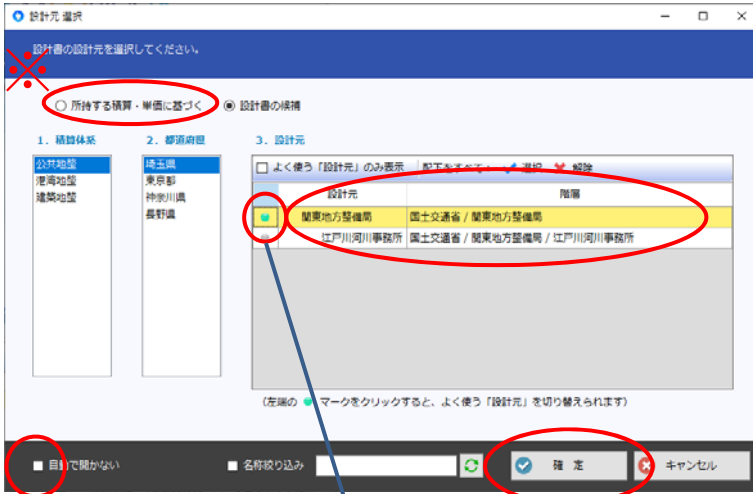 設計元 選択
設計書の設計元を選択してください。
※
所持する積算・単価に基づく 設計書の候補
1. 積算体系 2. 都道府県 3. 設計元
公共地整 埼玉県 よく使う「設計元」のみ表示 配下をすべて: 選択 解除
港湾地整 東京都 設計元 階層
建築地整 神奈川県 関東地方整備局 国土交通省 / 関東地方整備局
長野県 江戸川河川事務所 国土交通省 / 関東地方整備局 / 江戸川河川事務所
(左端の マークをクリックすると、よく使う「設計元」を切り替えられます)
自動で開かない 名称絞り込み 確 定 キャンセル